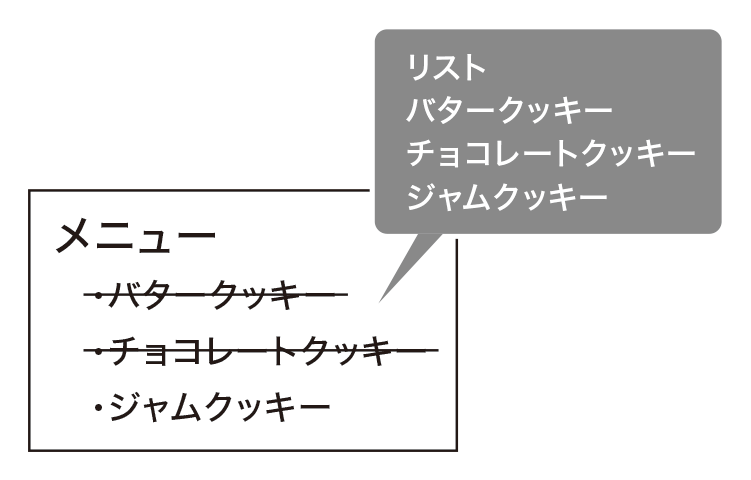 リスト
バタークッキー
チョコレートクッキー
ジャムクッキー
メニュー
・バタークッキー
・チョコレートクッキー
・ジャムクッキー